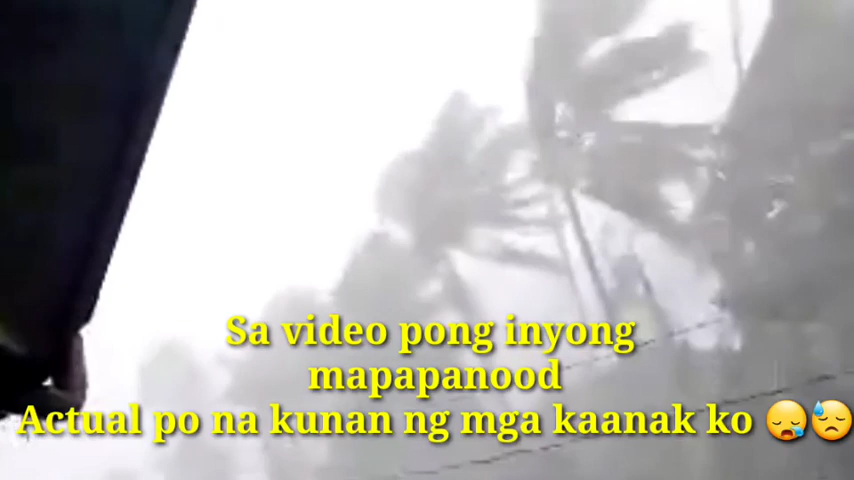 Sa video pong inyong
mapapanood
Actual po na kunan ng mga kaanak ko 😪😓